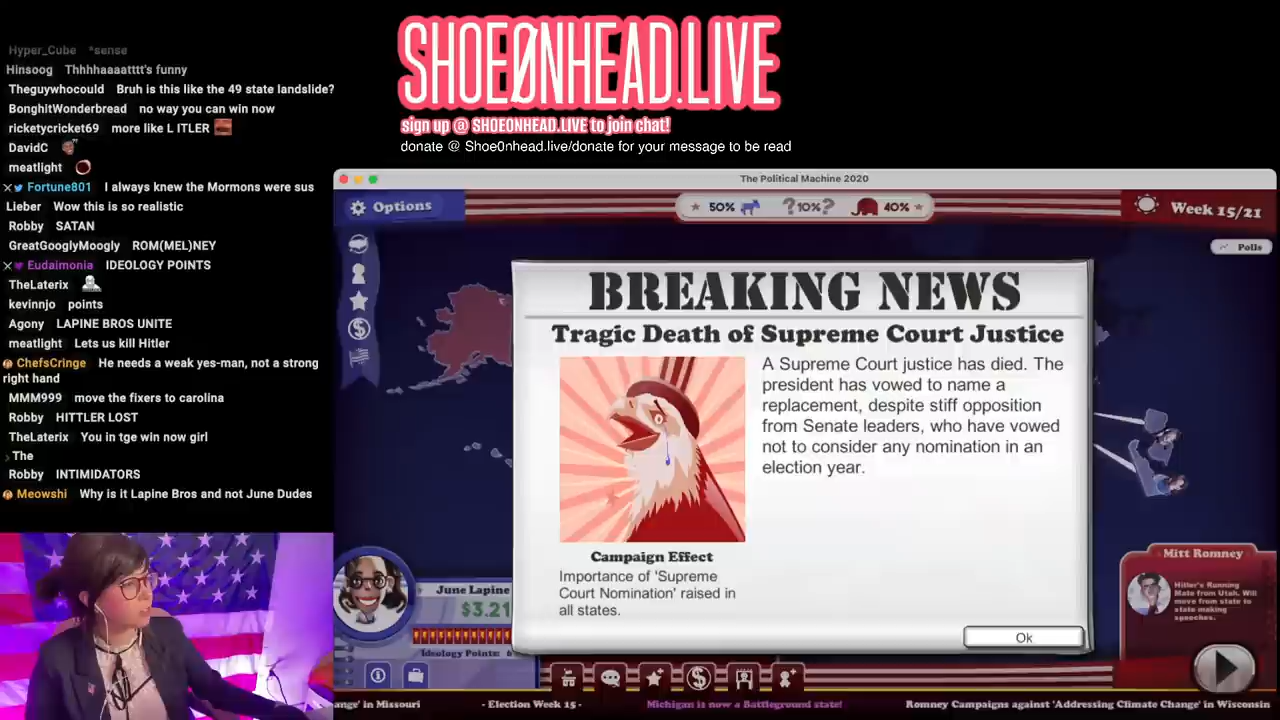 Hyper_Cube *sense
Hinsoog Thhhhaaatttt's funny
Theguywhocould Bruh is this like the 49 state landslide?
BonghitWonderbread no way you can win now
ricketycricket69 more like L ITLER
DavidC
meatlight
Fortune801 I always knew the Mormons were sus
Lieber Wow this is so realistic
Robby SATAN
GreatGooglyMoogly ROM(MEL)NEY
Eudaimonia IDEOLOGY POINTS
TheLaterix
kevinnjo points
Agony LAPINE BROS UNITE
meatlight Lets us kill Hitler
ChefsCringe He needs a weak yes-man, not a strong
right hand
MMM999 move the fixers to carolina
Robby HITTLER LOST
TheLaterix You in tge win now girl
The
Robby INTIMIDATORS
Meowshi Why is it Lapine Bros and not June Dudes
SHOE0NHEAD.LIVE
sign up @ SHOE0NHEAD.LIVE to join chat!
donate @ Shoe0nhead.live/donate for your message to be read
The Political Machine 2020
Options
50% ?10%? 40%
Week 15/21
Polls
BREAKING NEWS
Tragic Death of Supreme Court Justice
A Supreme Court justice has died. The
president has vowed to name a
replacement, despite stiff opposition
from Senate leaders, who have vowed
not to consider any nomination in an
election year.
Campaign Effect
Importance of 'Supreme
Court Nomination' raised in
all states.
Ok
June Lapine
$3.21
Ideology Points:
Mitt Romney
Hitler's Running
Mate from Utah. Will
move from state to
state making
speeches.
ange' in Missouri - Election Week 15 - Michigan is now a Battleground state! Romney Campaigns against 'Addressing Climate Change' in Wisconsin